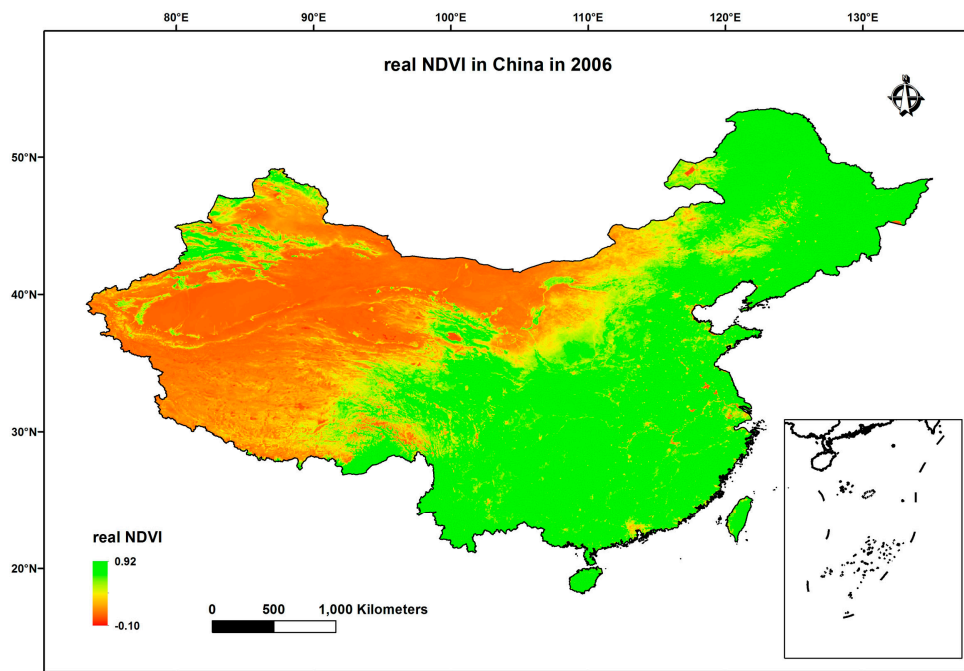 80°E 90°E 100°E 110°E 120°E 130°E
real NDVI in China in 2006
50°N
40°N
30°N
20°N
real NDVI
0.92
-0.10
0 500 1,000 Kilometers